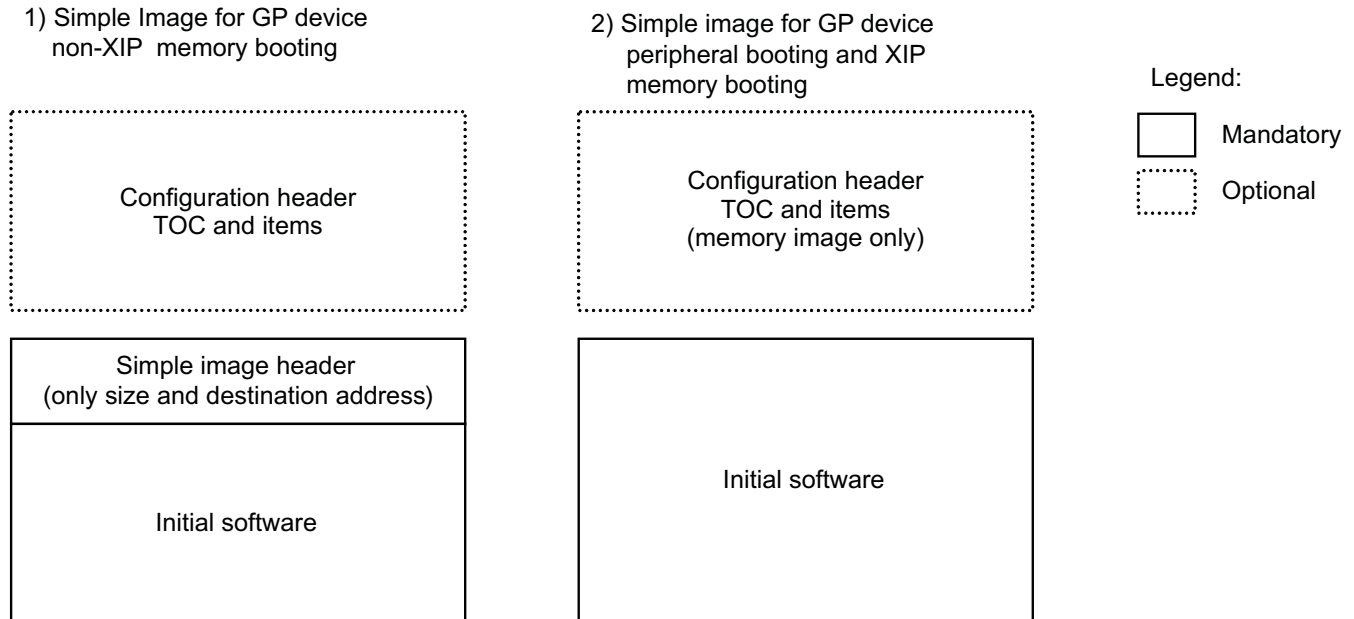 1) Simple Image for GP device
non-XIP memory booting
Configuration header
TOC and items
Simple image header
(only size and destination address)
Initial software
2) Simple image for GP device
peripheral booting and XIP
memory booting
Configuration header
TOC and items
(memory image only)
Initial software
Legend:
Mandatory
Optional